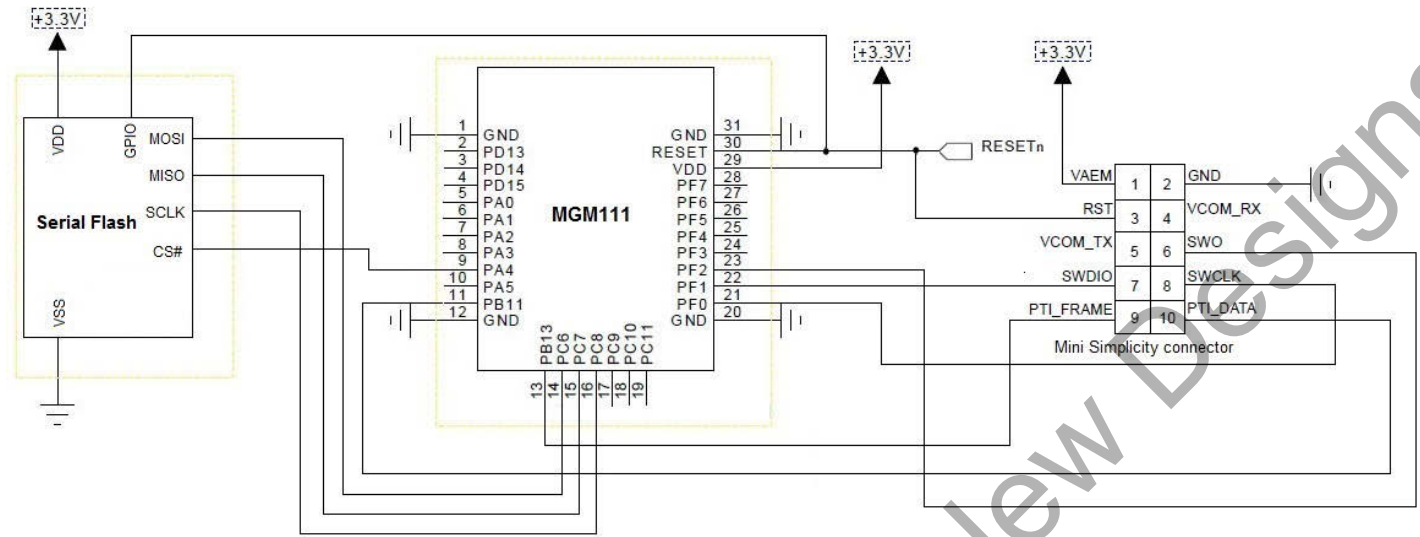 +3.3V
+3.3V
+3.3V
VDD
GPIO
MOSI
MISO
SCLK
CS#
Serial Flash
VSS
MGM111
1 GND
2 PD13
3 PD14
4 PD15
5 PA0
6 PA1
7 PA2
8 PA3
9 PA4
10 PA5
11 PB11
12 GND
PB13 13
PC6 14
PC7 15
PC8 16
PC9 17
PC10 18
PC11 19
GND 31
RESET 30
VDD 29
PF7 28
PF6 27
PF5 26
PF4 25
PF3 24
PF2 23
PF1 22
PF0 21
GND 20
RESETn
VAEM 1 2 GND
RST 3 4 VCOM_RX
VCOM_TX 5 6 SWO
SWDIO 7 8 SWCLK
PTI_FRAME 9 10 PTI_DATA
Mini Simplicity connector
New Designs